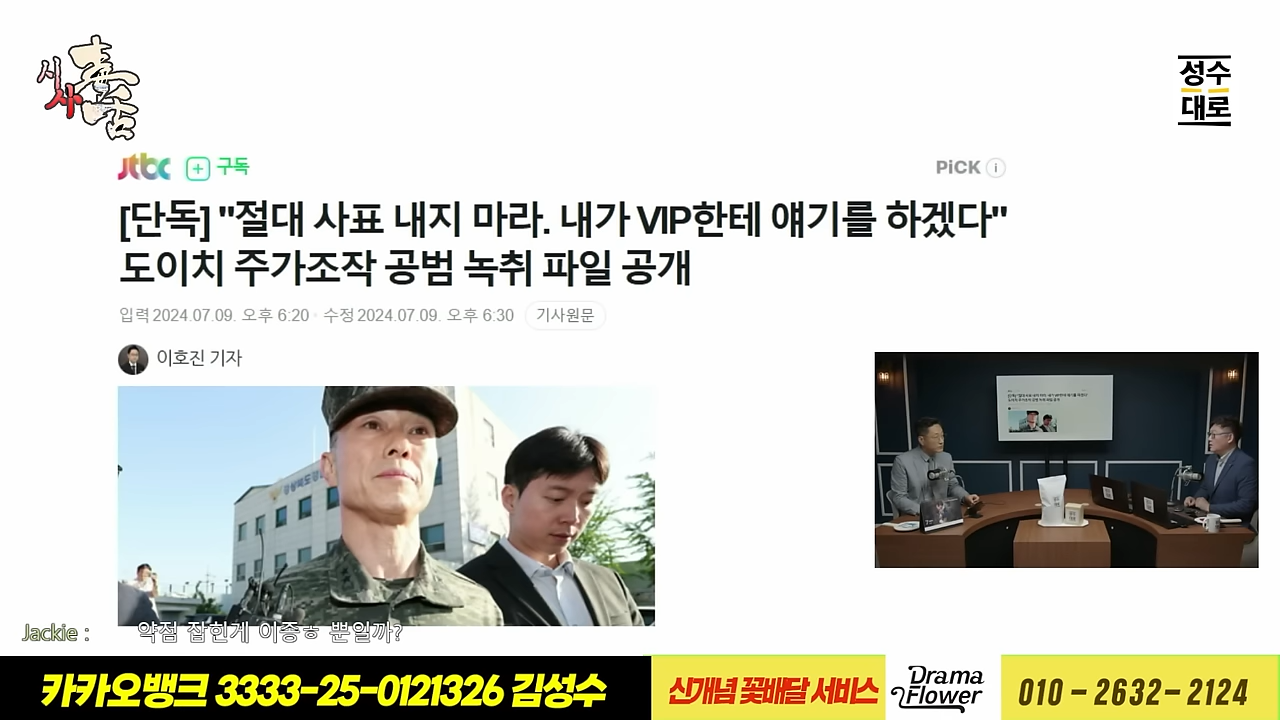 시사
성수
대로
jtbc + 구독
PiCK i
[단독] "절대 사표 내지 마라. 내가 VIP한테 얘기를 하겠다"
도이치 주가조작 공범 녹취 파일 공개
입력 2024.07.09. 오후 6:20 · 수정 2024.07.09. 오후 6:30 기사원문
이호진 기자
Jackie : 약점 잡힌게 이종ㅎ 뿐일까?
카카오뱅크 3333-25-0121326 김성수
신개념 꽃배달 서비스
Drama
Flower
010 - 2632 - 2124